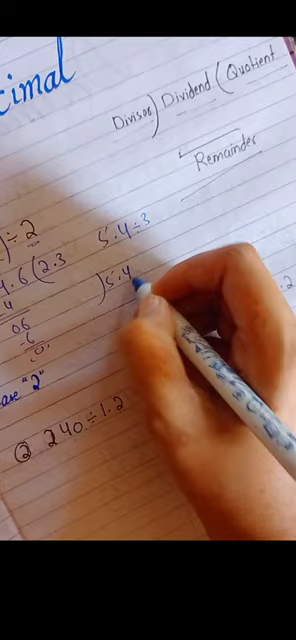 cimal
Divisor) Dividend (Quotient
Remainder
) ÷ 2
4.6(2.3
4
06
-6
.0.
5.4÷3
)5.4
"2"
② 240÷1.2